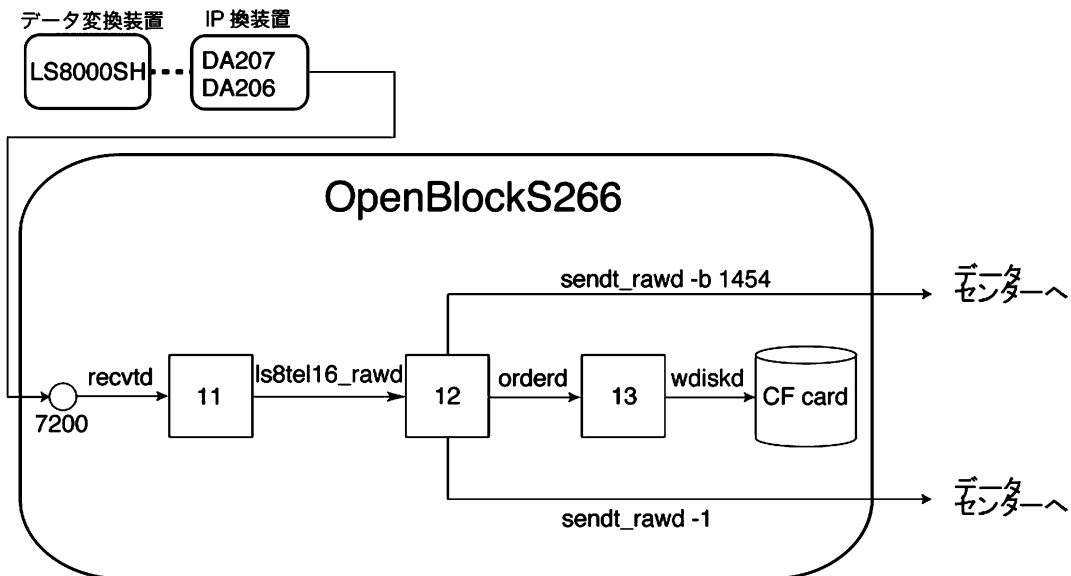 データ変換装置
IP 換装置
LS8000SH
DA207
DA206
OpenBlockS266
sendt_rawd -b 1454
データ
センターへ
recvtd
ls8tel16_rawd
orderd
wdiskd
11
12
13
CF card
7200
sendt_rawd -1
データ
センターへ